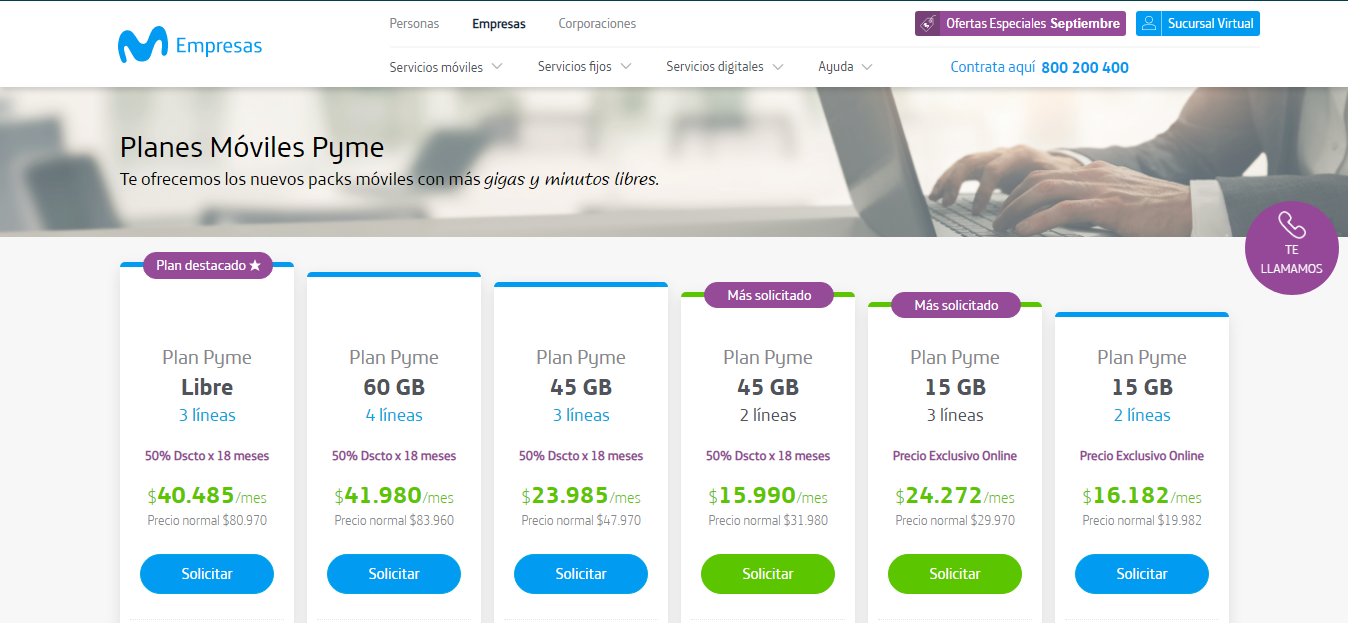 Personas Empresas Corporaciones
Ofertas Especiales Septiembre
Sucursal Virtual
Empresas
Servicios móviles Servicios fijos Servicios digitales Ayuda
Contrata aquí 800 200 400
Planes Móviles Pyme
Te ofrecemos los nuevos packs móviles con más gigas y minutos libres.
TE
LLAMAMOS
Plan destacado
Plan Pyme
Libre
3 líneas
50% Dscto x 18 meses
$40.485/mes
Precio normal $80.970
Solicitar
Plan Pyme
60 GB
4 líneas
50% Dscto x 18 meses
$41.980/mes
Precio normal $83.960
Solicitar
Plan Pyme
45 GB
3 líneas
50% Dscto x 18 meses
$23.985/mes
Precio normal $47.970
Solicitar
Más solicitado
Plan Pyme
45 GB
2 líneas
50% Dscto x 18 meses
$15.990/mes
Precio normal $31.980
Solicitar
Más solicitado
Plan Pyme
15 GB
3 líneas
Precio Exclusivo Online
$24.272/mes
Precio normal $29.970
Solicitar
Plan Pyme
15 GB
2 líneas
Precio Exclusivo Online
$16.182/mes
Precio normal $19.982
Solicitar